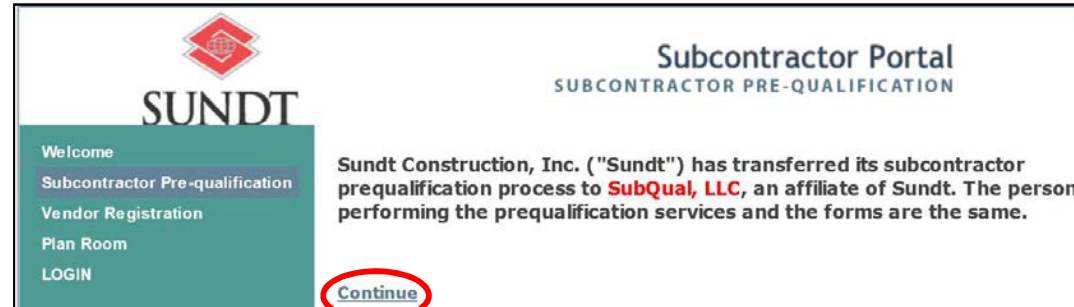 SUNDT
Subcontractor Portal
SUBCONTRACTOR PRE-QUALIFICATION
Welcome
Subcontractor Pre-qualification
Vendor Registration
Plan Room
LOGIN
Sundt Construction, Inc. ("Sundt") has transferred its subcontractor
prequalification process to SubQual, LLC, an affiliate of Sundt. The person
performing the prequalification services and the forms are the same.
Continue